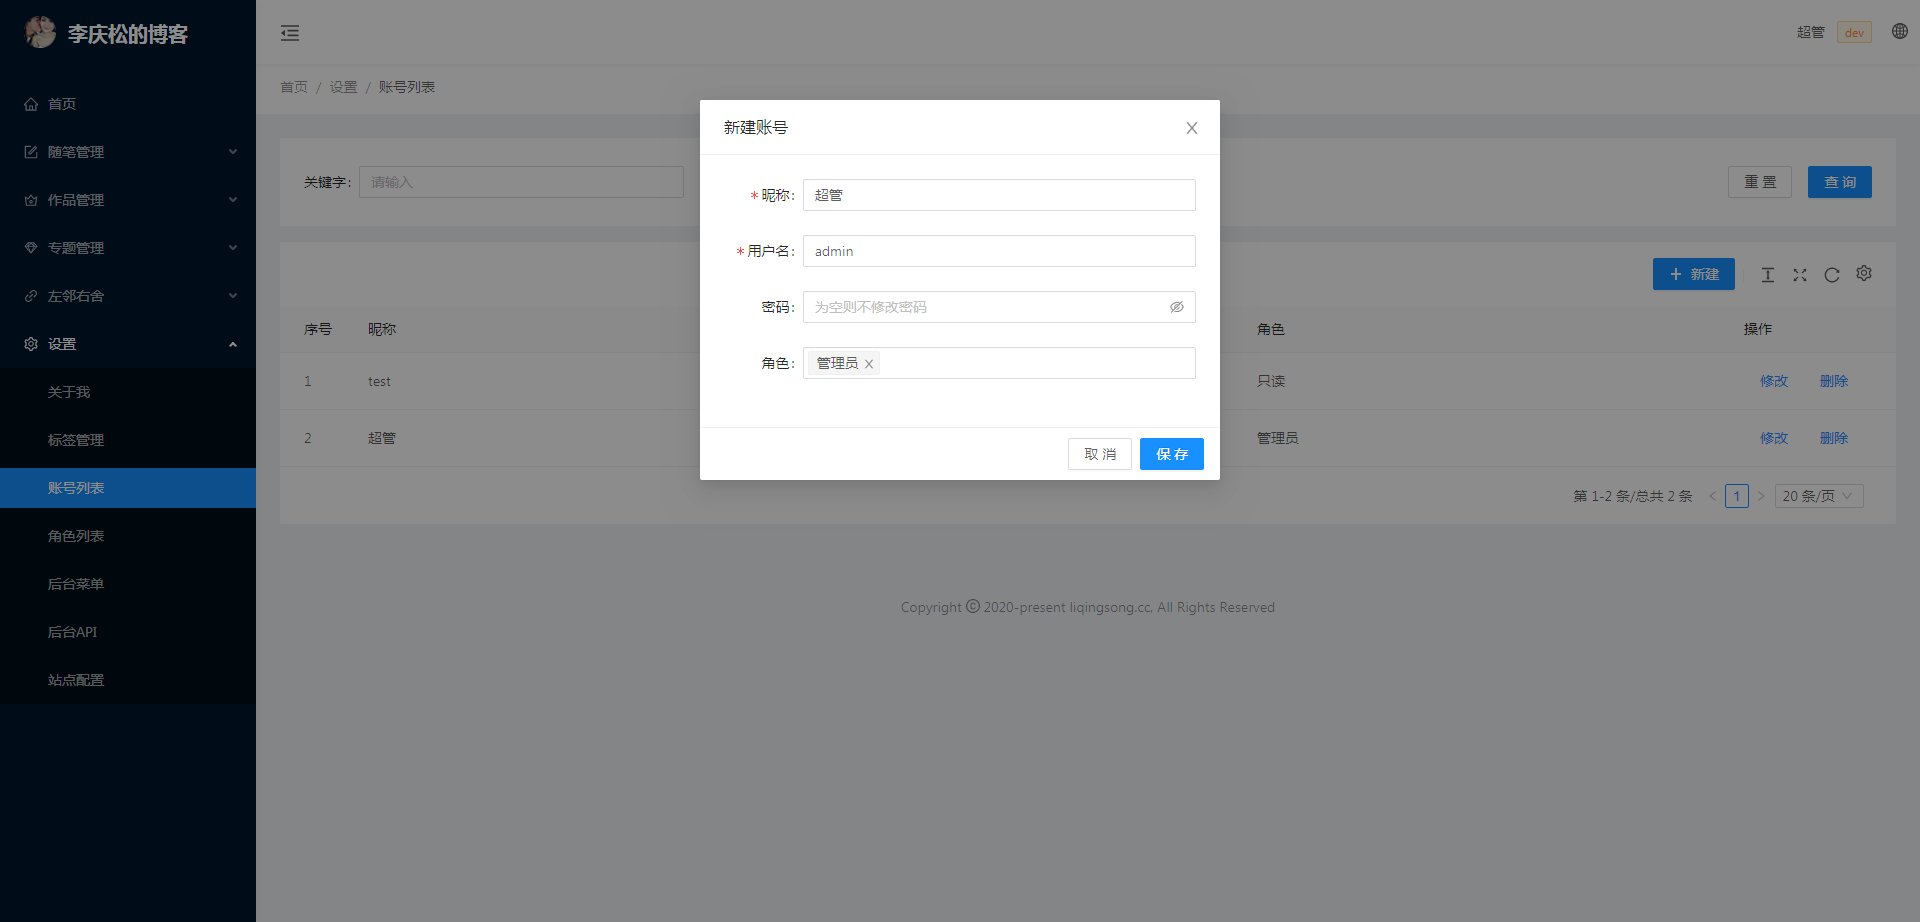 李庆松的博客
首页
随笔管理
作品管理
专题管理
左邻右舍
设置
关于我
标签管理
账号列表
角色列表
后台菜单
后台API
站点配置
超管 dev
首页 / 设置 / 账号列表
关键字: 请输入
重 置 查 询
+ 新建
序号 昵称 角色 操作
1 test 只读 修改 删除
2 超管 管理员 修改 删除
第 1-2 条/总共 2 条 < 1 > 20 条/页
新建账号
* 昵称: 超管
* 用户名: admin
密码: 为空则不修改密码
角色: 管理员
取 消 保 存
Copyright © 2020-present liqingsong.cc, All Rights Reserved